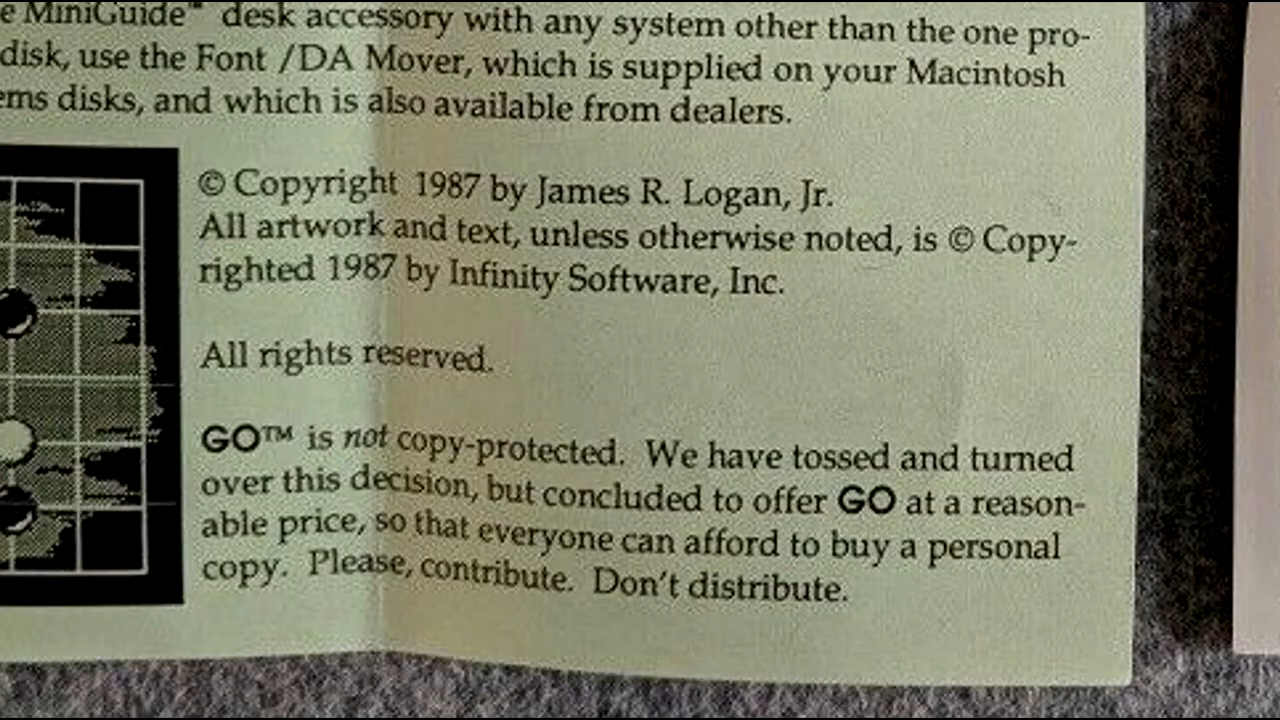 e MiniGuide™ desk accessory with any system other than the one pro-
disk, use the Font /DA Mover, which is supplied on your Macintosh
ems disks, and which is also available from dealers.
© Copyright 1987 by James R. Logan, Jr.
All artwork and text, unless otherwise noted, is © Copy-
righted 1987 by Infinity Software, Inc.
All rights reserved.
GO™ is not copy-protected. We have tossed and turned
over this decision, but concluded to offer GO at a reason-
able price, so that everyone can afford to buy a personal
copy. Please, contribute. Don't distribute.